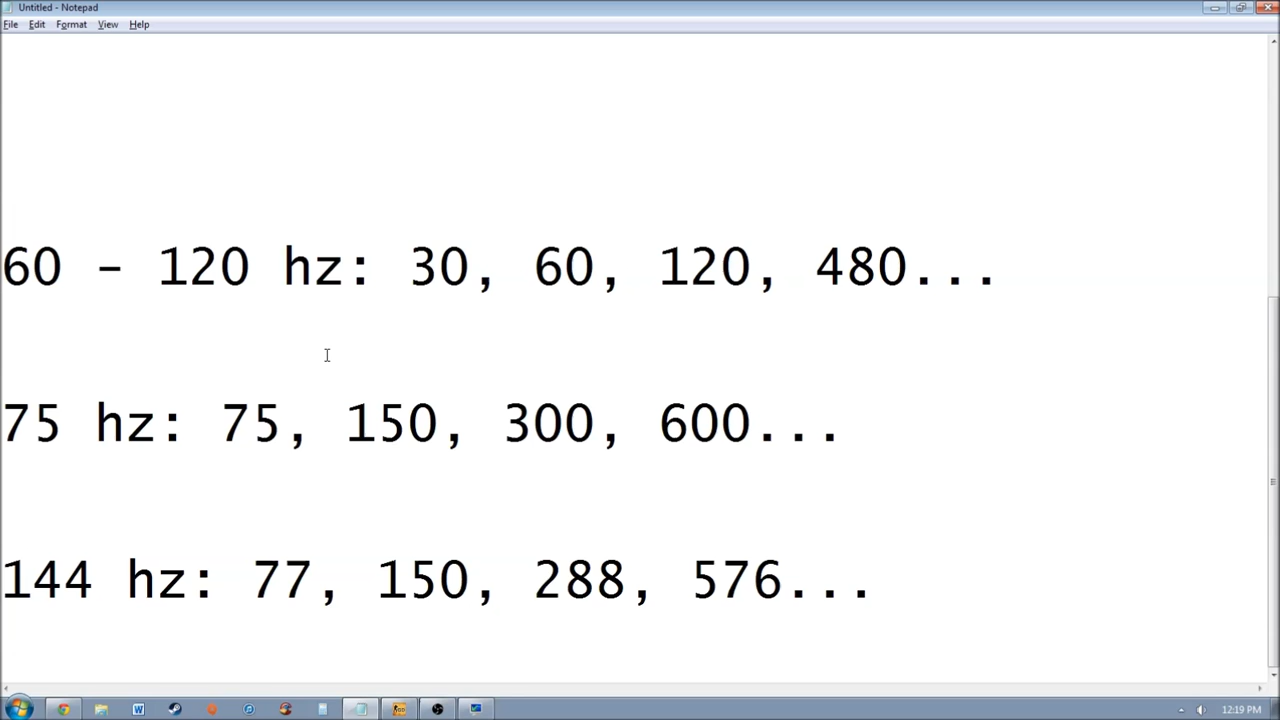 Untitled - Notepad
File Edit Format View Help
60 - 120 hz: 30, 60, 120, 480...
75 hz: 75, 150, 300, 600...
144 hz: 77, 150, 288, 576...
12:19 PM